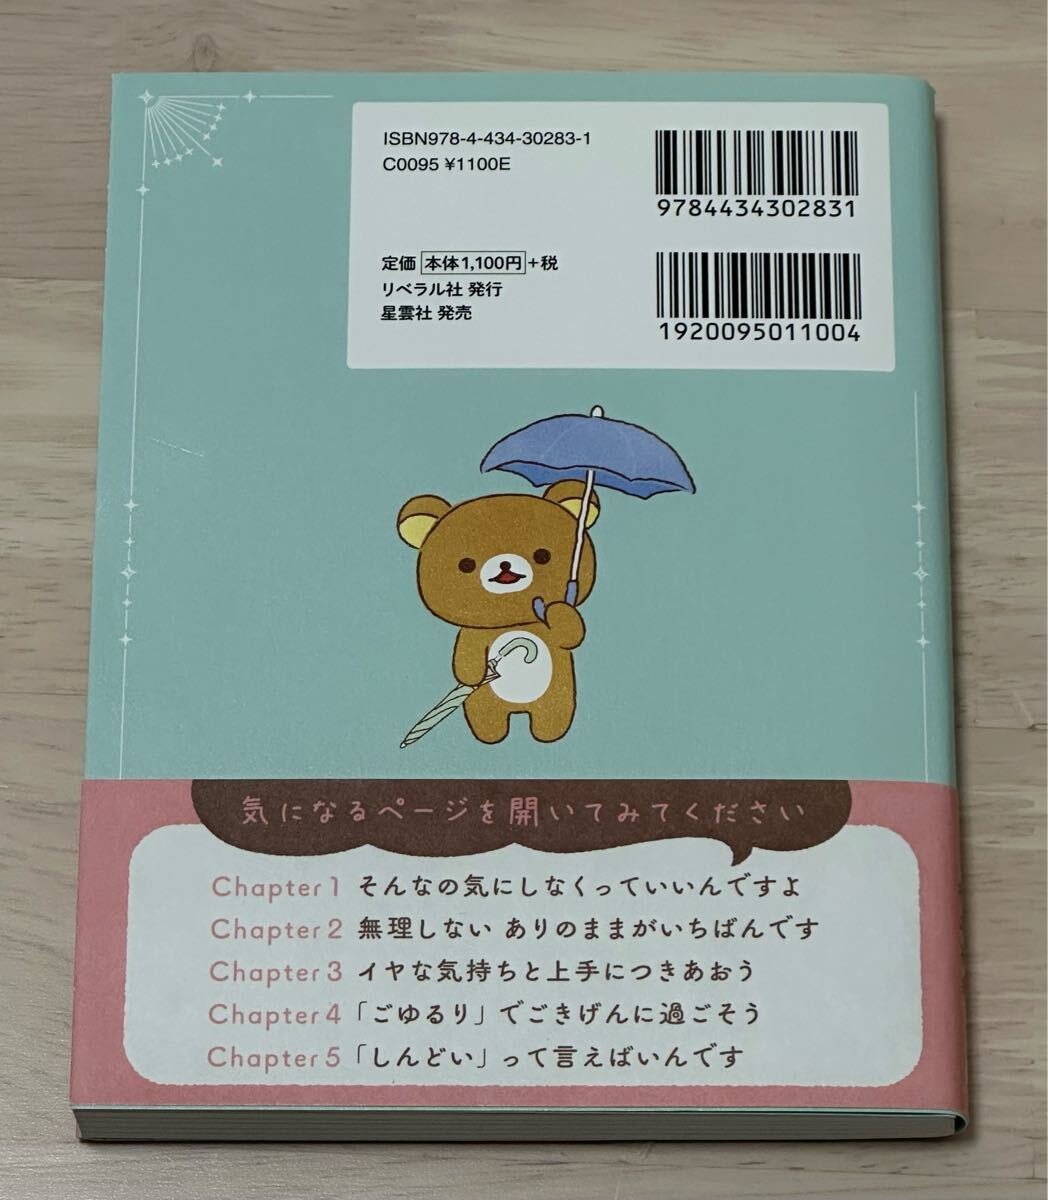 ISBN978-4-434-30283-1
C0095 ¥1100E
9784434302831
定価 本体1,100円+税
リベラル社 発行
星雲社 発売
1920095011004
気になるページを開いてみてください
Chapter 1 そんなの気にしなくっていいんですよ
Chapter 2 無理しない ありのままがいちばんです
Chapter 3 イヤな気持ちと上手につきあおう
Chapter 4 「ごゆるり」でごきげんに過ごそう
Chapter 5 「しんどい」って言えばいんです